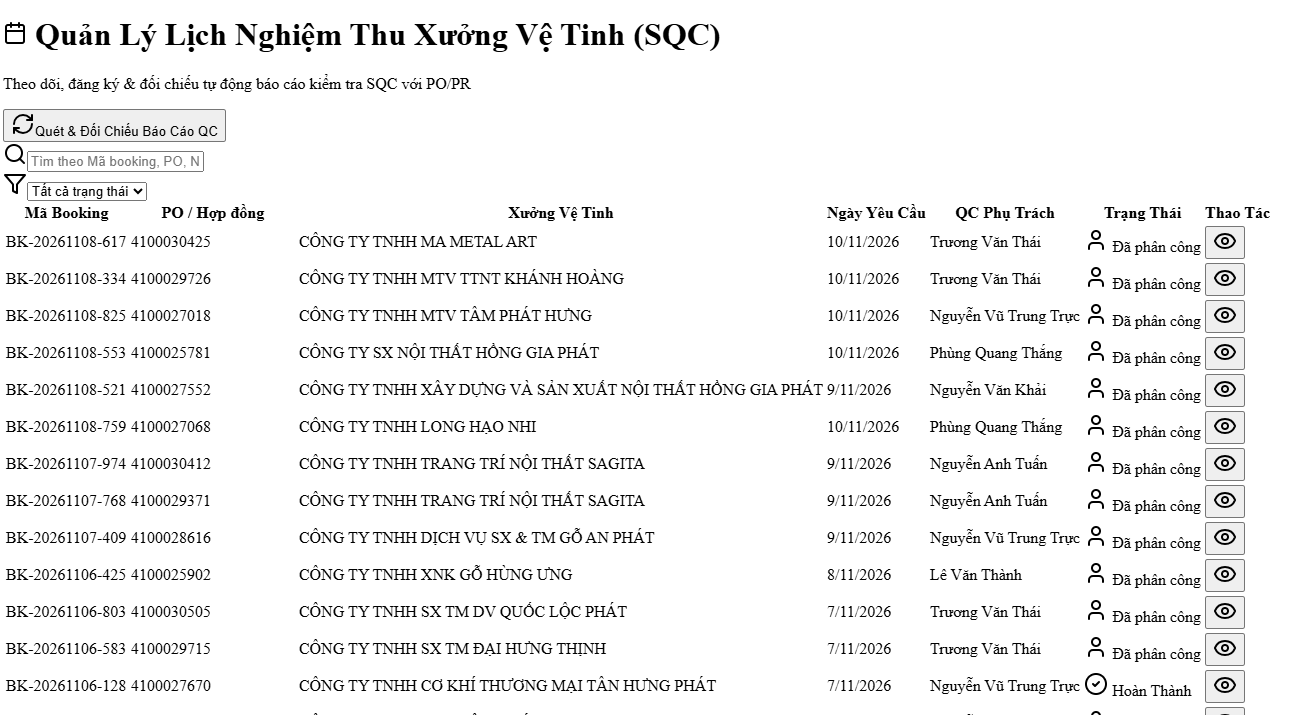 Quản Lý Lịch Nghiệm Thu Xưởng Vệ Tinh (SQC)
Theo dõi, đăng ký & đối chiếu tự động báo cáo kiểm tra SQC với PO/PR
Quét & Đối Chiếu Báo Cáo QC
Tìm theo Mã booking, PO, N
Tất cả trạng thái
Mã Booking PO / Hợp đồng Xưởng Vệ Tinh Ngày Yêu Cầu QC Phụ Trách Trạng Thái Thao Tác
BK-20261108-617 4100030425 CÔNG TY TNHH MA METAL ART 10/11/2026 Trương Văn Thái Đã phân công
BK-20261108-334 4100029726 CÔNG TY TNHH MTV TTNT KHÁNH HOÀNG 10/11/2026 Trương Văn Thái Đã phân công
BK-20261108-825 4100027018 CÔNG TY TNHH MTV TÂM PHÁT HƯNG 10/11/2026 Nguyễn Vũ Trung Trực Đã phân công
BK-20261108-553 4100025781 CÔNG TY SX NỘI THẤT HỒNG GIA PHÁT 10/11/2026 Phùng Quang Thắng Đã phân công
BK-20261108-521 4100027552 CÔNG TY TNHH XÂY DỰNG VÀ SẢN XUẤT NỘI THẤT HỒNG GIA PHÁT 9/11/2026 Nguyễn Văn Khải Đã phân công
BK-20261108-759 4100027068 CÔNG TY TNHH LONG HẠO NHI 10/11/2026 Phùng Quang Thắng Đã phân công
BK-20261107-974 4100030412 CÔNG TY TNHH TRANG TRÍ NỘI THẤT SAGITA 9/11/2026 Nguyễn Anh Tuấn Đã phân công
BK-20261107-768 4100029371 CÔNG TY TNHH TRANG TRÍ NỘI THẤT SAGITA 9/11/2026 Nguyễn Anh Tuấn Đã phân công
BK-20261107-409 4100028616 CÔNG TY TNHH DỊCH VỤ SX & TM GỖ AN PHÁT 9/11/2026 Nguyễn Vũ Trung Trực Đã phân công
BK-20261106-425 4100025902 CÔNG TY TNHH XNK GỖ HÙNG ƯNG 8/11/2026 Lê Văn Thành Đã phân công
BK-20261106-803 4100030505 CÔNG TY TNHH SX TM DV QUỐC LỘC PHÁT 7/11/2026 Trương Văn Thái Đã phân công
BK-20261106-583 4100029715 CÔNG TY TNHH SX TM ĐẠI HƯNG THỊNH 7/11/2026 Trương Văn Thái Đã phân công
BK-20261106-128 4100027670 CÔNG TY TNHH CƠ KHÍ THƯƠNG MẠI TÂN HƯNG PHÁT 7/11/2026 Nguyễn Vũ Trung Trực Hoàn Thành